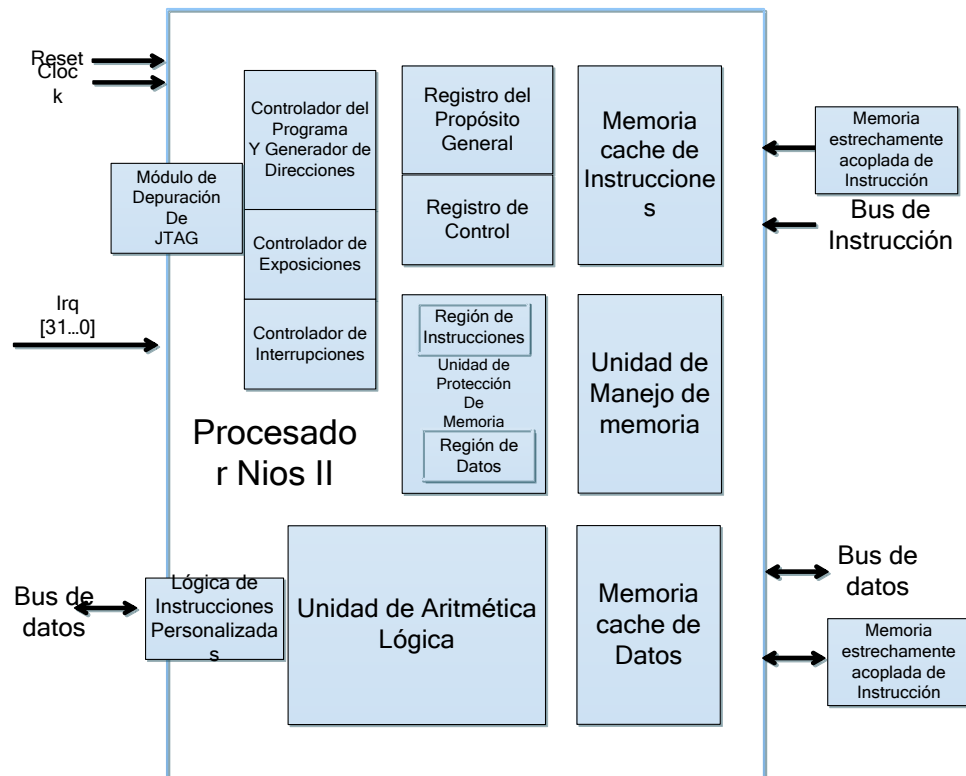 Reset
Cloc
k
Controlador del
Programa
Y Generador de
Direcciones
Registro del
Propósito
General
Memoria
cache de
Instruccione
s
Memoria
estrechamente
acoplada de
Instrucción
Módulo de
Depuración
De
JTAG
Registro de
Control
Bus de
Instrucción
Controlador de
Exposiciones
Irq
[31...0]
Controlador de
Interrupciones
Región de
Instrucciones
Unidad de
Protección
De
Memoria
Región de
Datos
Unidad de
Manejo de
memoria
Procesado
r Nios II
Bus de
datos
Lógica de
Instrucciones
Personalizada
s
Unidad de Aritmética
Lógica
Memoria
cache de
Datos
Bus de
datos
Memoria
estrechamente
acoplada de
Instrucción